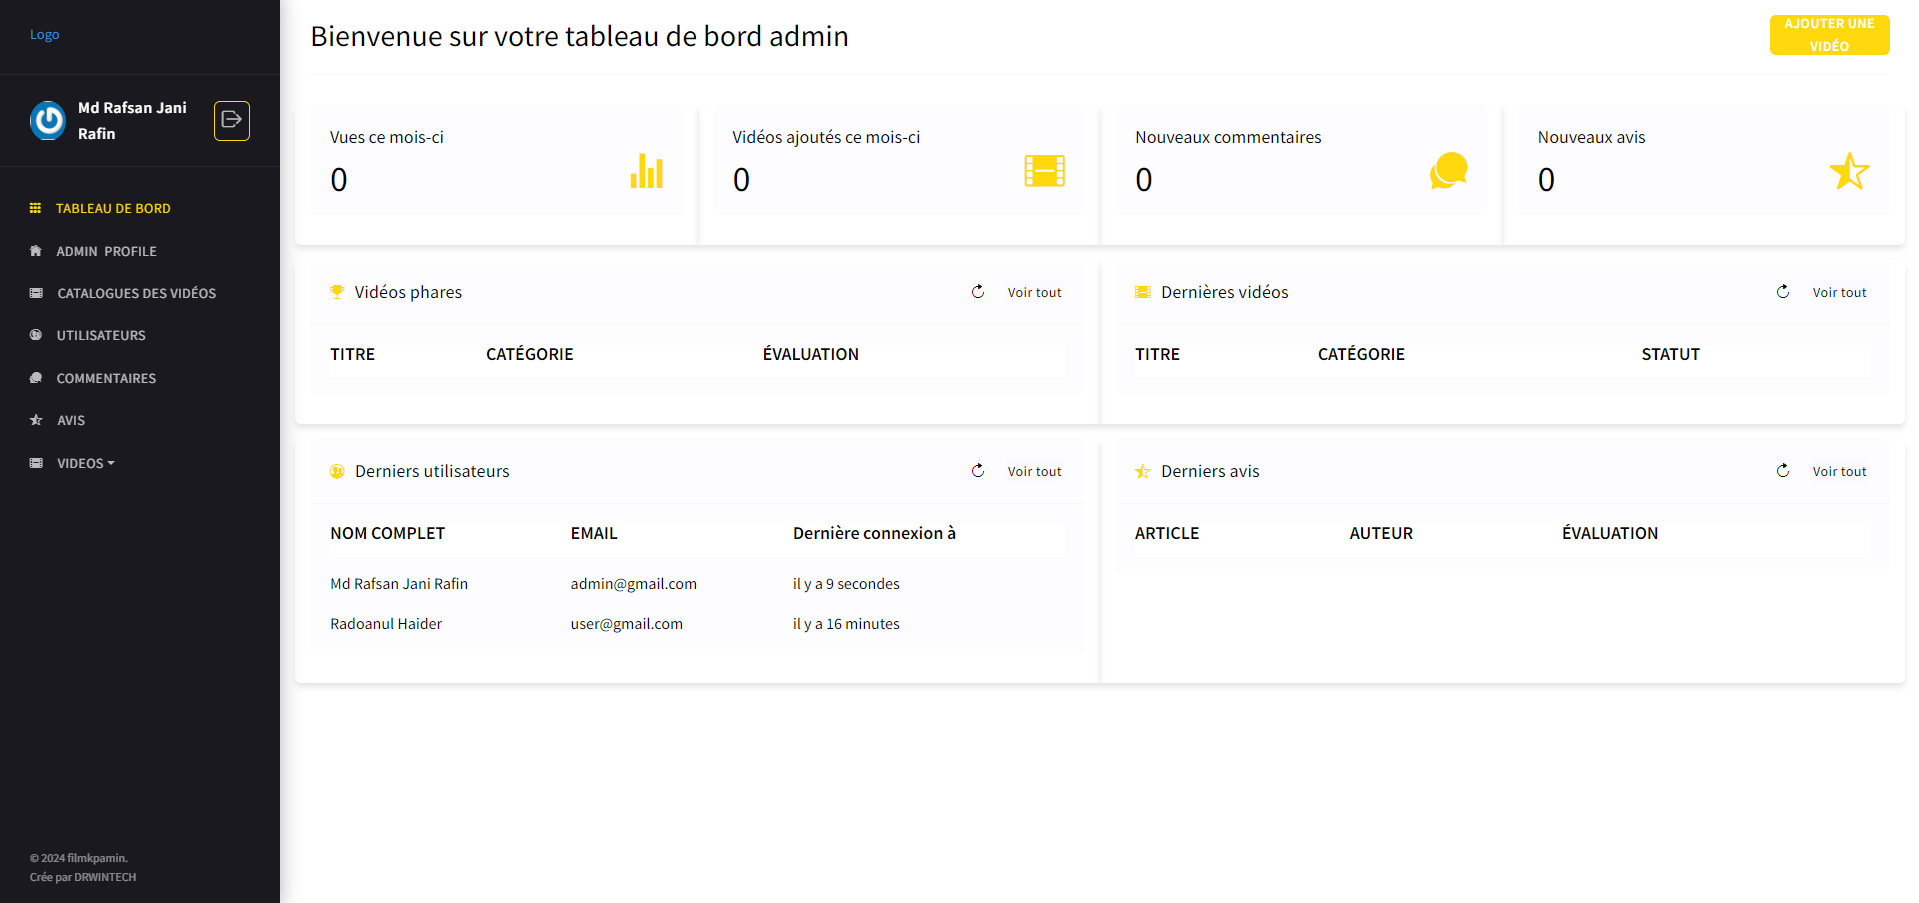 Logo
Md Rafsan Jani
Rafin
TABLEAU DE BORD
ADMIN PROFILE
CATALOGUES DES VIDÉOS
UTILISATEURS
COMMENTAIRES
AVIS
VIDEOS
© 2024 filmkpamin.
Crée par DRWINTECH
Bienvenue sur votre tableau de bord admin
AJOUTER UNE
VIDÉO
Vues ce mois-ci
0
Vidéos ajoutés ce mois-ci
0
Nouveaux commentaires
0
Nouveaux avis
0
Vidéos phares
Voir tout
TITRE CATÉGORIE ÉVALUATION
Dernières vidéos
Voir tout
TITRE CATÉGORIE STATUT
Derniers utilisateurs
Voir tout
NOM COMPLET EMAIL Dernière connexion à
Md Rafsan Jani Rafin admin@gmail.com il y a 9 secondes
Radoanul Haider user@gmail.com il y a 16 minutes
Derniers avis
Voir tout
ARTICLE AUTEUR ÉVALUATION